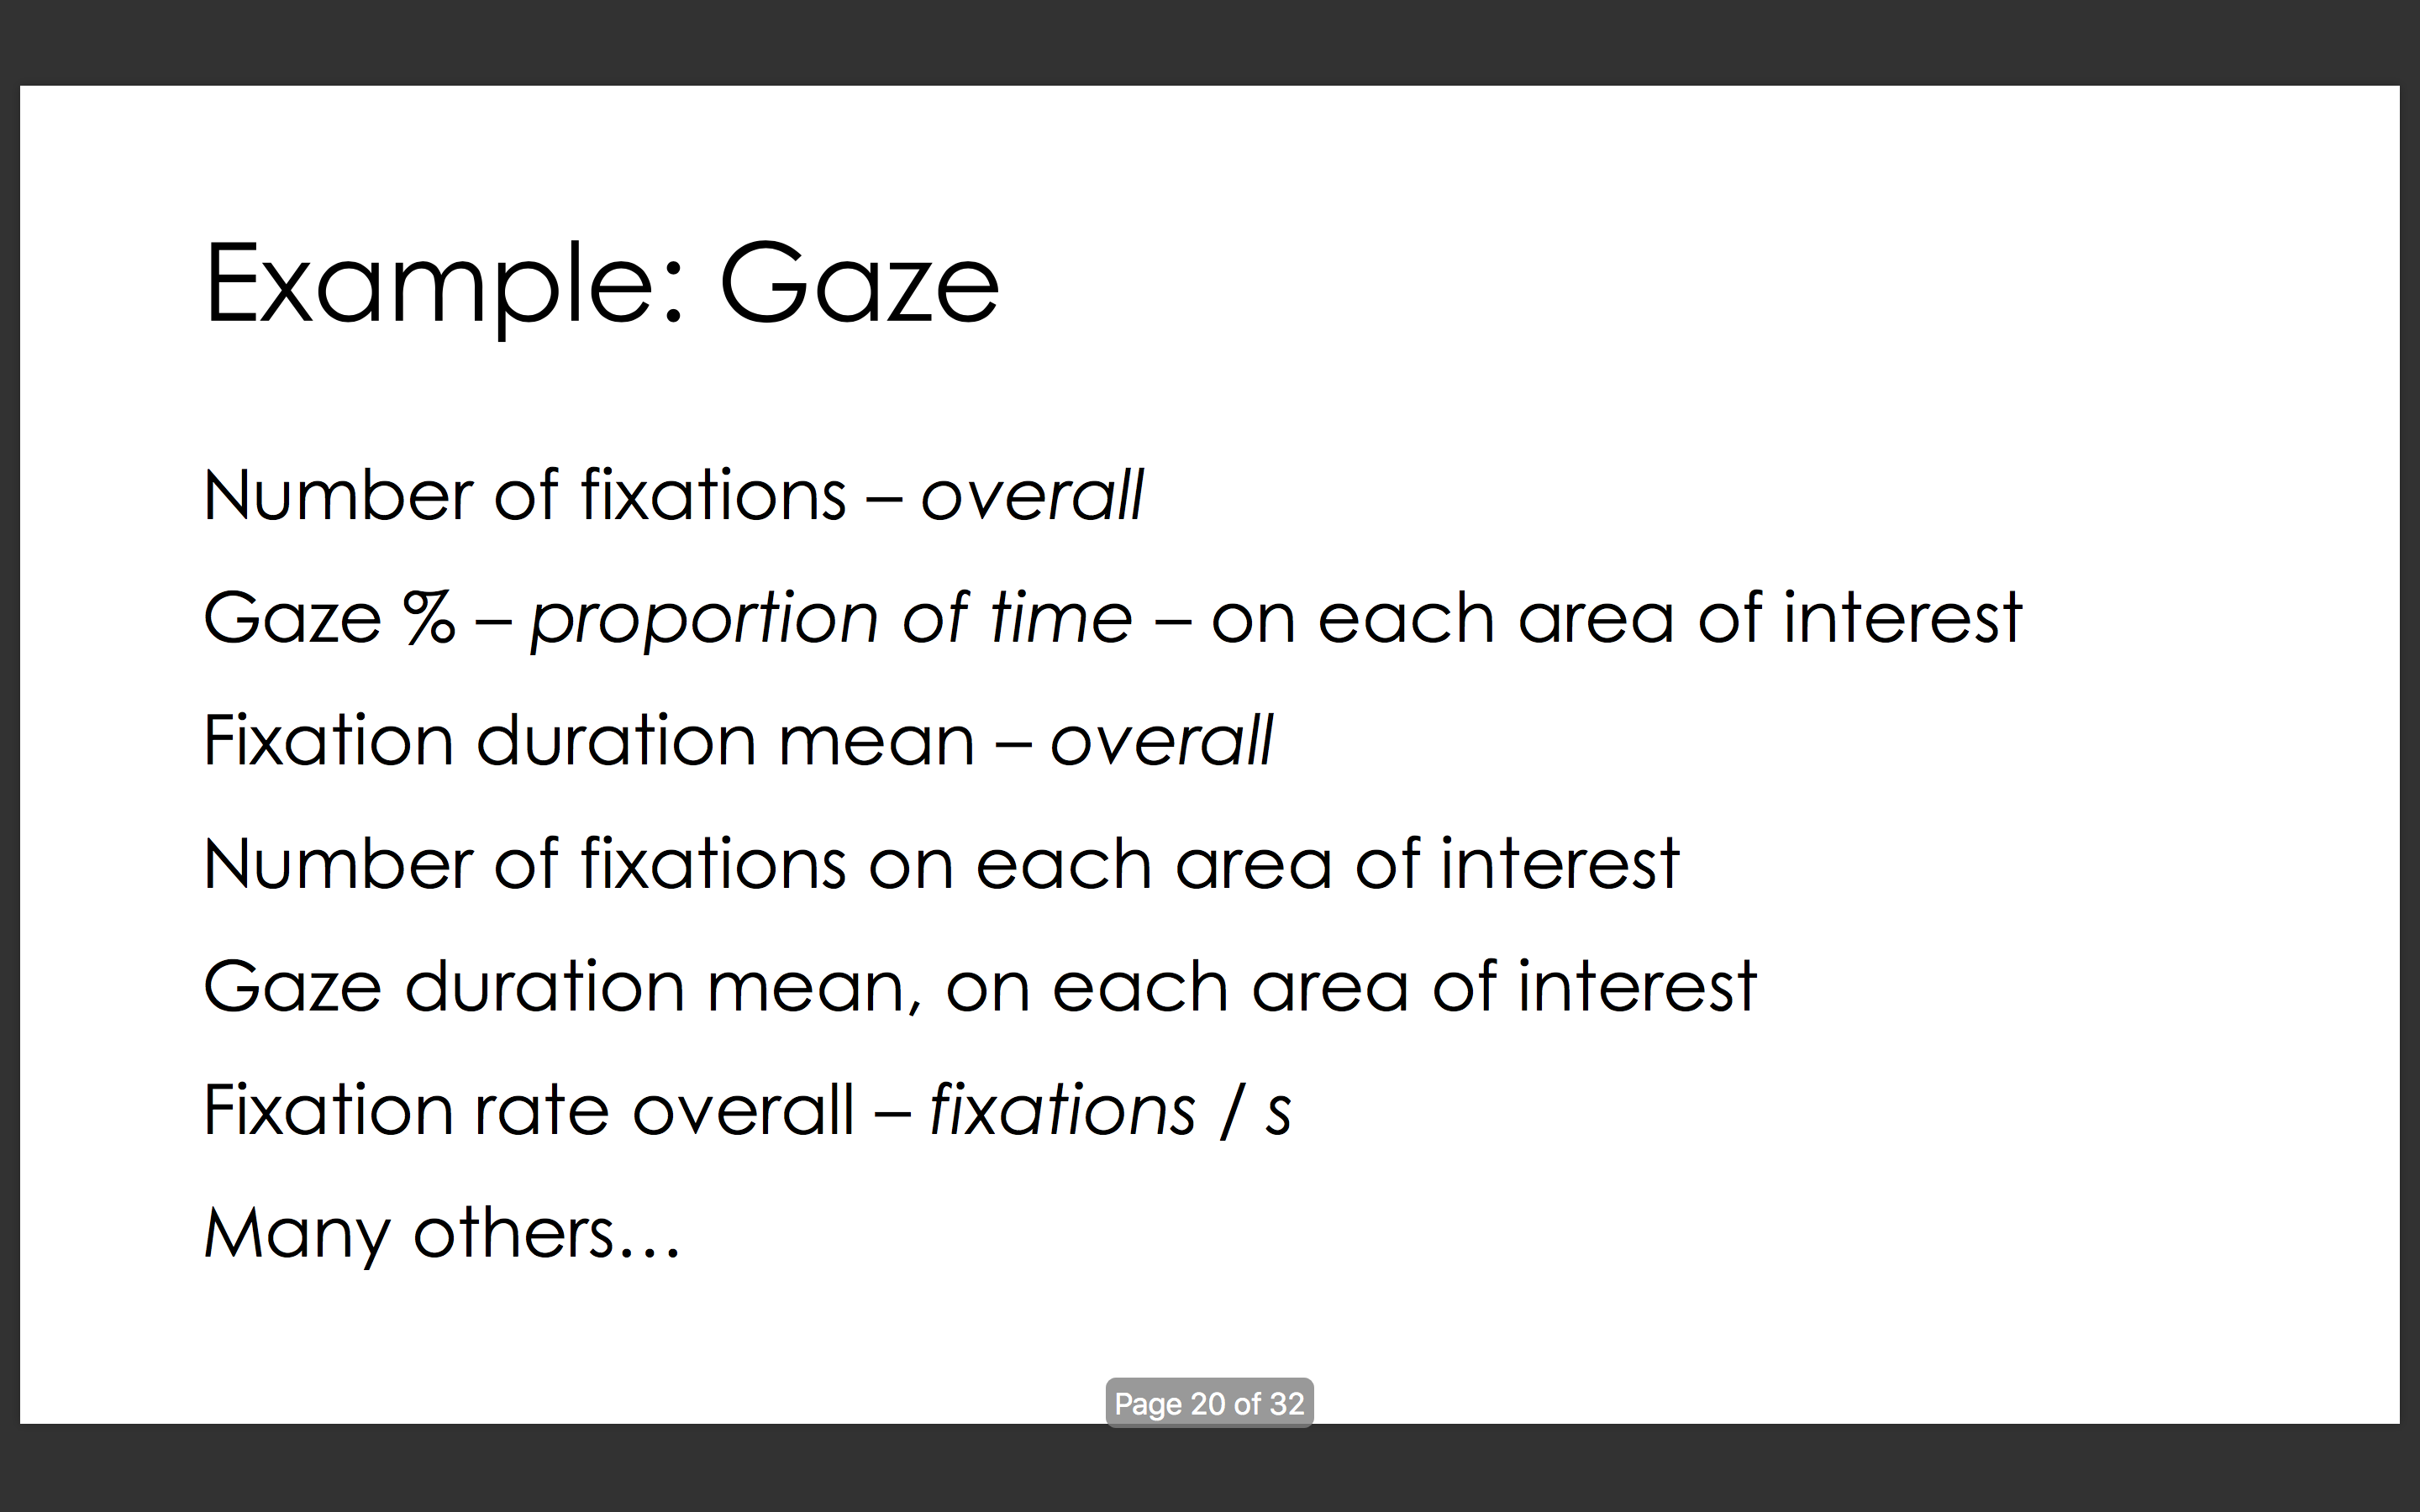 Example: Gaze
Number of fixations – overall
Gaze % – proportion of time – on each area of interest
Fixation duration mean – overall
Number of fixations on each area of interest
Gaze duration mean, on each area of interest
Fixation rate overall – fixations / s
Many others…
Page 20 of 32